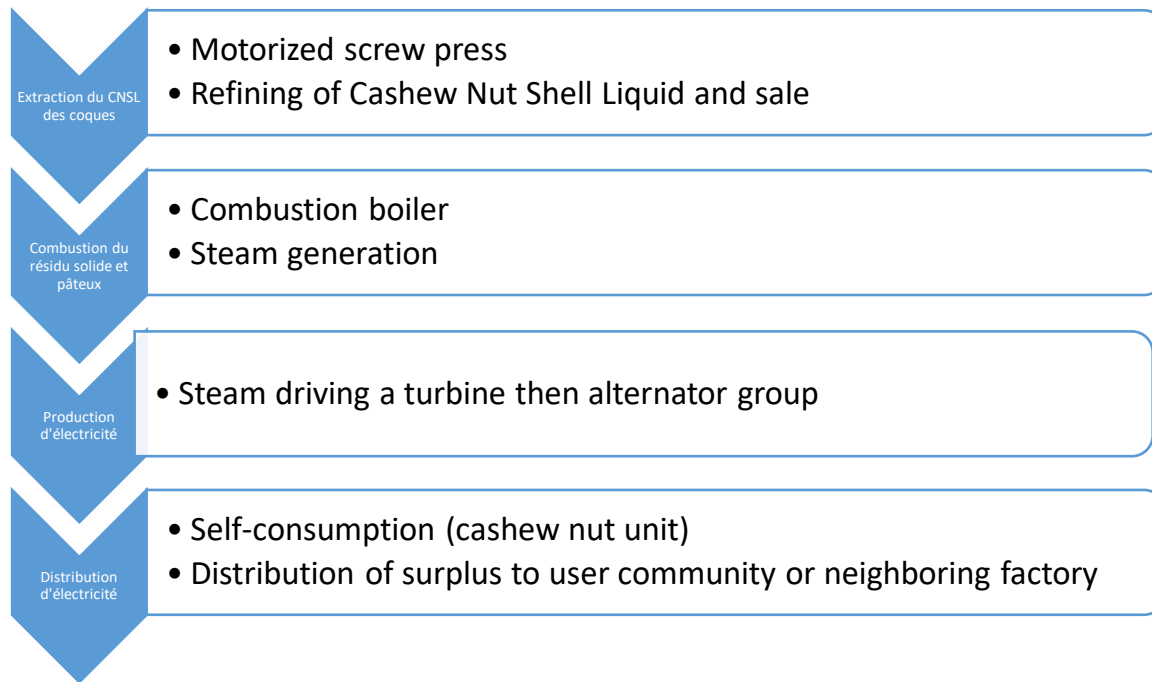 Extraction du CNSL
des coques
• Motorized screw press
• Refining of Cashew Nut Shell Liquid and sale
Combustion du
résidu solide et
pâteux
• Combustion boiler
• Steam generation
Production
d'électricité
• Steam driving a turbine then alternator group
Distribution
d'électricité
• Self-consumption (cashew nut unit)
• Distribution of surplus to user community or neighboring factory